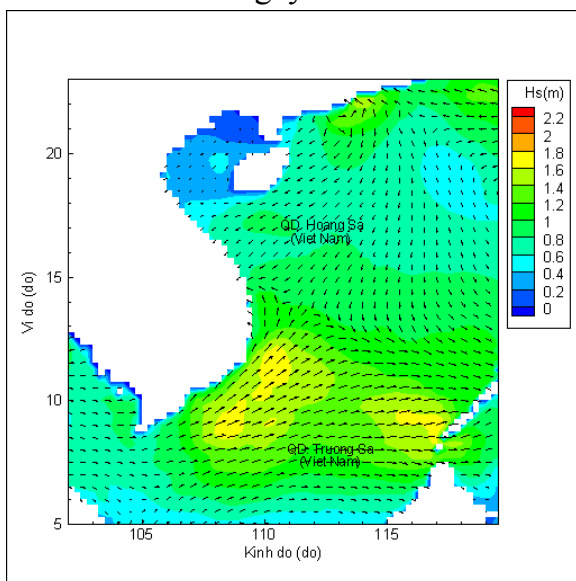 Hs(m)
2.2
2
1.8
1.6
1.4
1.2
1
0.8
0.6
0.4
0.2
0
20
15
10
5
Vi do (do)
QD. Hoang Sa
(Viet Nam)
QD. Truong Sa
(Viet Nam)
105
110
115
Kinh do (do)